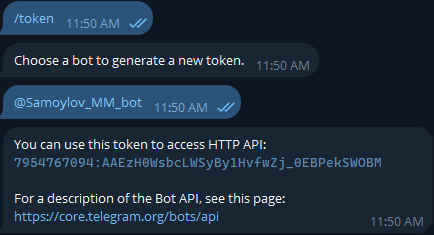 /token
11:50 AM
Choose a bot to generate a new token. 11:50 AM
@Samoylov_MM_bot 11:50 AM
You can use this token to access HTTP API:
7954767094:AAEzH0WsbcLWSyBy1HvfwZj_0EBPekSWOBM
For a description of the Bot API, see this page:
https://core.telegram.org/bots/api
11:50 AM